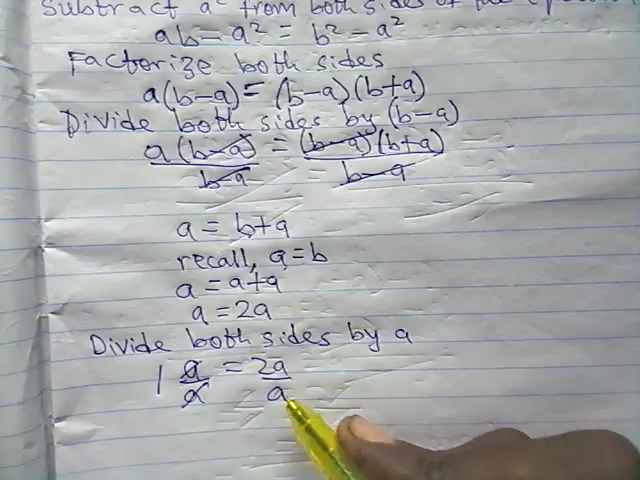 Subtract a² from both sides of the
ab - a² = b² - a²
Factorize both sides
a(b-a) = (b-a)(b+a)
Divide both sides by (b-a)
a(b-a)/b-a = (b-a)(b+a)/b-a
a = b+a
recall, a = b
a = a+a
a = 2a
Divide both sides by a
1 a/a = 2a/a